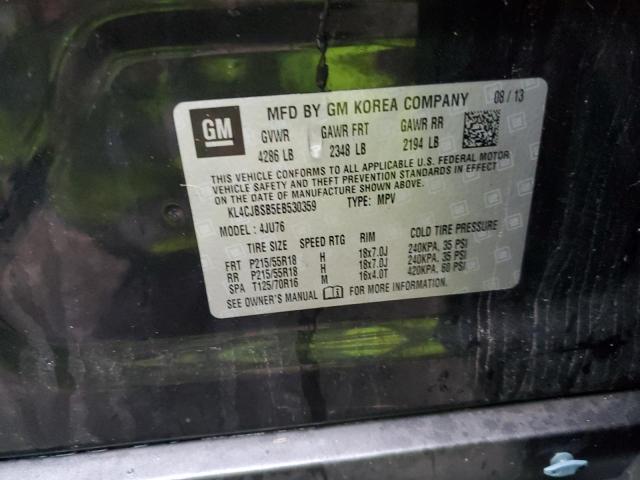 GM
MFD BY GM KOREA COMPANY 08 / 13
GVWR GAWR FRT GAWR RR
4286 LB 2348 LB 2194 LB
THIS VEHICLE CONFORMS TO ALL APPLICABLE U.S. FEDERAL MOTOR
VEHICLE SAFETY AND THEFT PREVENTION STANDARDS IN EFFECT
ON THE DATE OF MANUFACTURE SHOWN ABOVE.
KL4CJBSB5EB530359 TYPE: MPV
MODEL : 4JU76
TIRE SIZE SPEED RTG RIM COLD TIRE PRESSURE
FRT P215/55R18 H 18x7.0J 240KPA, 35 PSI
RR P215/55R18 H 18x7.0J 240KPA, 35 PSI
SPA T125/70R16 M 16x4.0T 420KPA, 60 PSI
SEE OWNER'S MANUAL FOR MORE INFORMATION